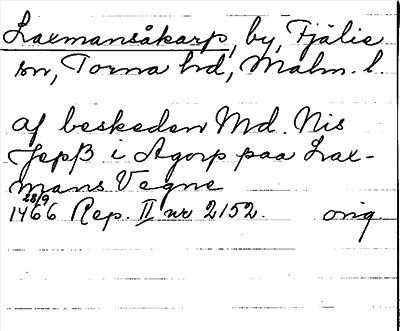 Laxmansåkarp, by, Fjälie
sn, Torna hd, Malm. l.
af beskeden Md. Nis
Jepß i Agorp paa Lax-
mans Vegne
28/9
1466 Rep. II nr 2152. orig